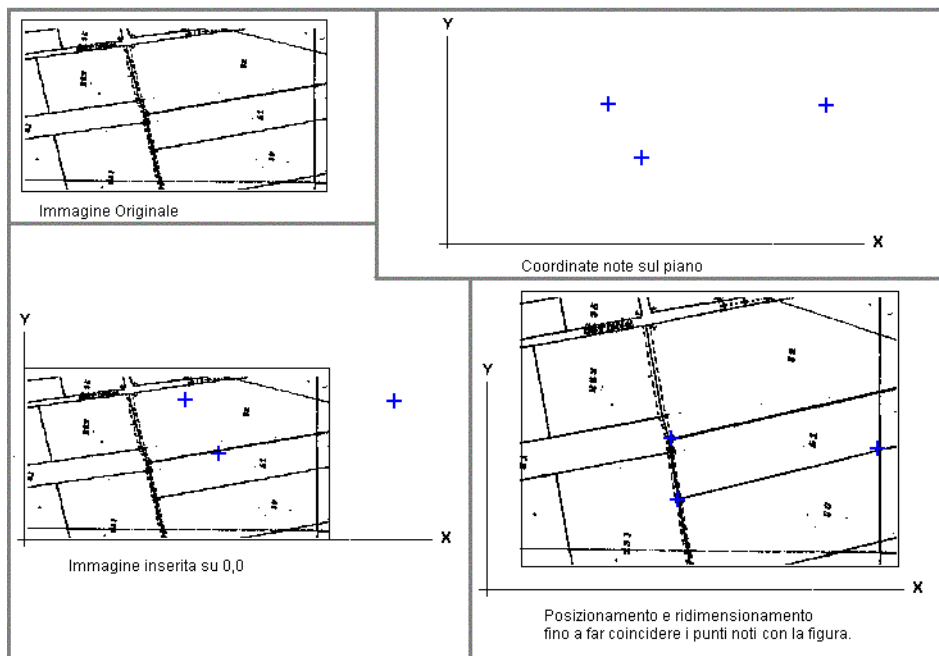 Immagine Originale
Y
X
Coordinate note sul piano
Y
X
Immagine inserita su 0,0
Y
X
Posizionamento e ridimensionamento
fino a far coincidere i punti noti con la figura.